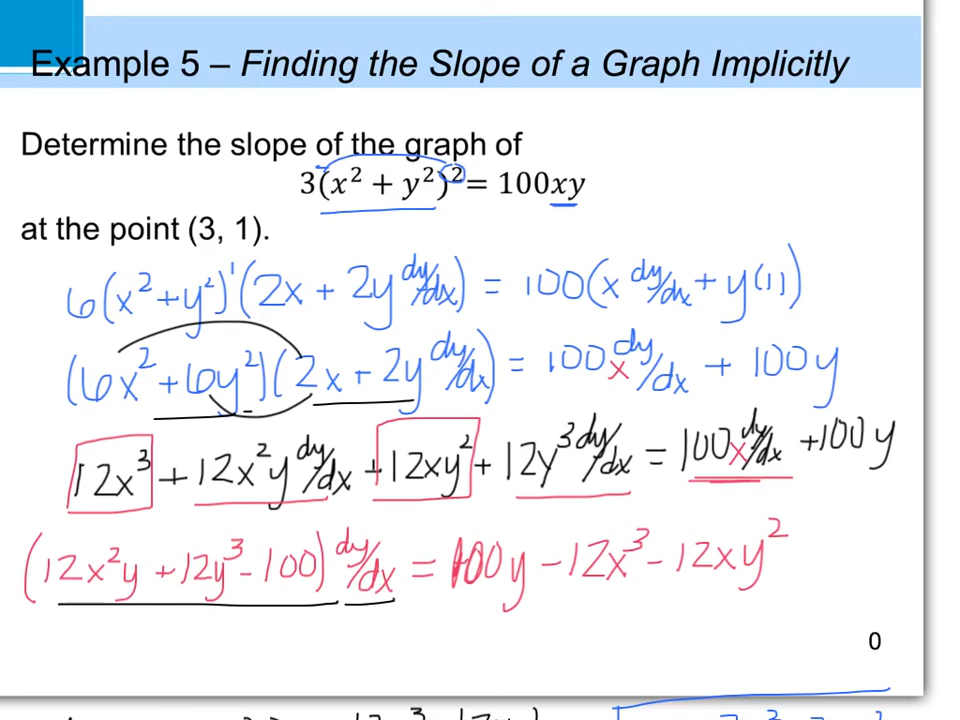 Example 5 – Finding the Slope of a Graph Implicitly
Determine the slope of the graph of
3(x² + y²)² = 100xy
at the point (3, 1).
6(x² + y²)¹(2x + 2y dy/dx) = 100(x dy/dx + y(1))
(6x² + 6y²)(2x + 2y dy/dx) = 100x dy/dx + 100y
12x³ + 12x²y dy/dx + 12xy² + 12y³ dy/dx = 100x dy/dx + 100y
(12x²y + 12y³ - 100) dy/dx = 100y - 12x³ - 12xy²
0